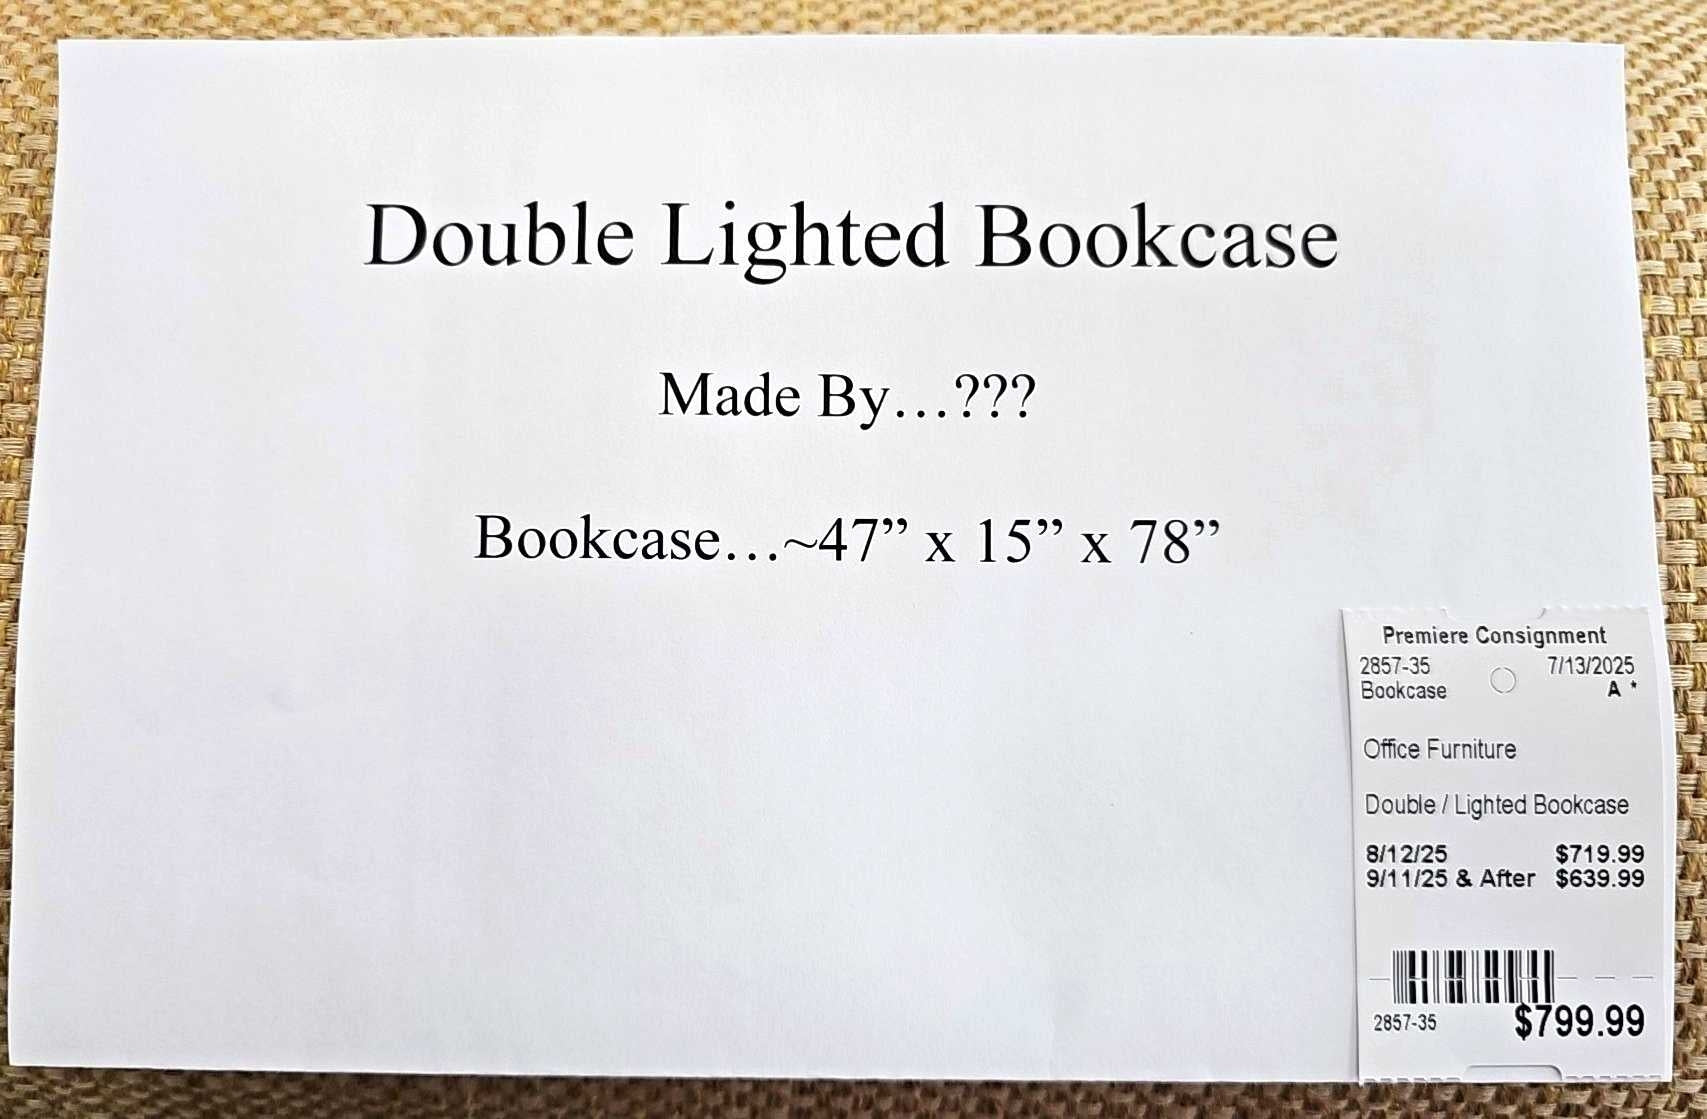 Double Lighted Bookcase
Made By…???
Bookcase…~47” x 15” x 78”
Premiere Consignment
2857-35 7/13/2025
Bookcase A *
Office Furniture
Double / Lighted Bookcase
8/12/25 $719.99
9/11/25 & After $639.99
2857-35 $799.99